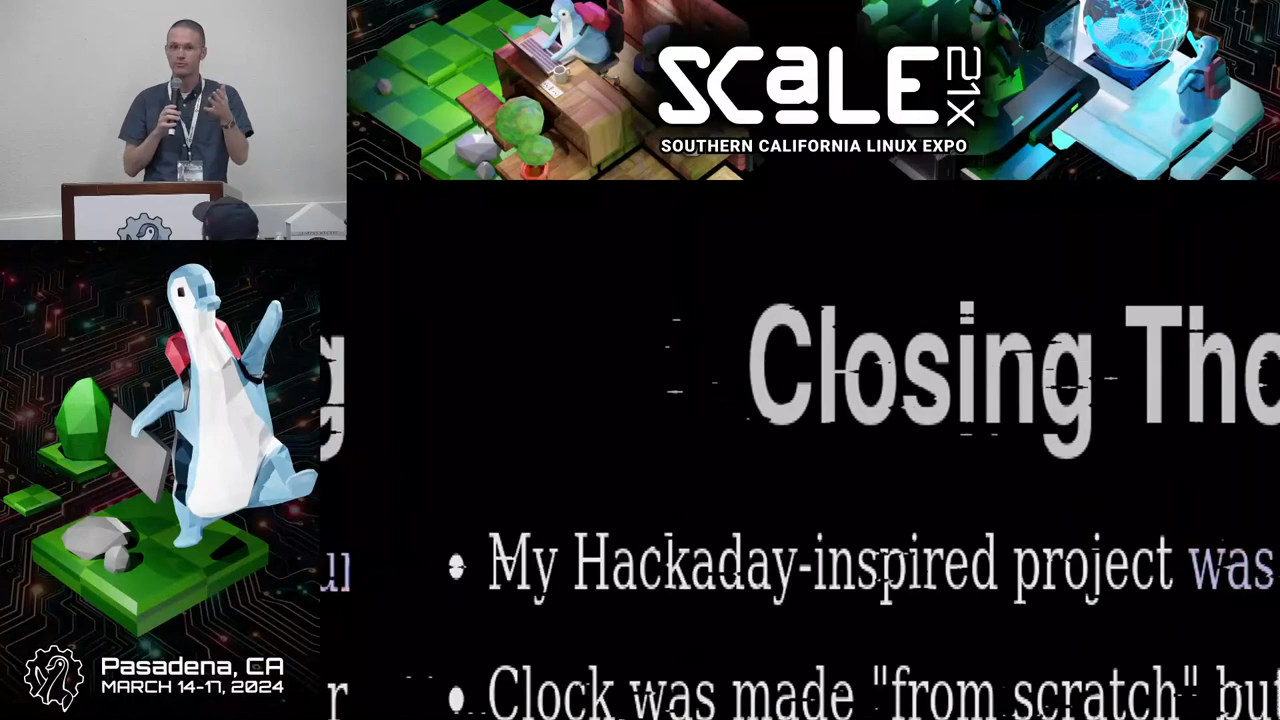 SCaLE 21X
SOUTHERN CALIFORNIA LINUX EXPO
Closing Tho
• My Hackaday-inspired project was
• Clock was made "from scratch" but
Pasadena, CA
MARCH 14-17, 2024